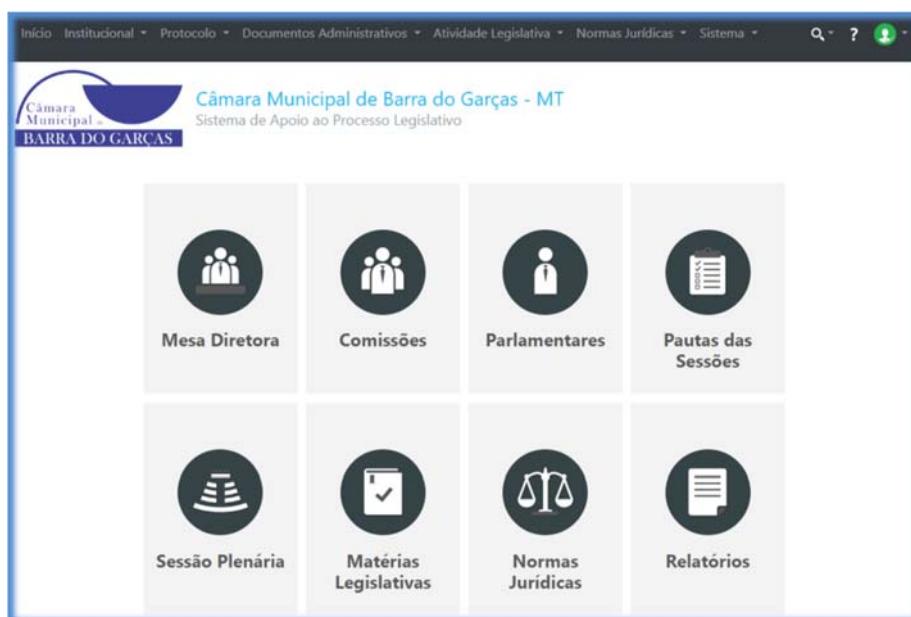 Início Institucional Protocolo Documentos Administrativos Atividade Legislativa Normas Jurídicas Sistema ?
Câmara
Municipal de
BARRA DO GARÇAS
Câmara Municipal de Barra do Garças - MT
Sistema de Apoio ao Processo Legislativo
Mesa Diretora
Comissões
Parlamentares
Pautas das
Sessões
Sessão Plenária
Matérias
Legislativas
Normas
Jurídicas
Relatórios